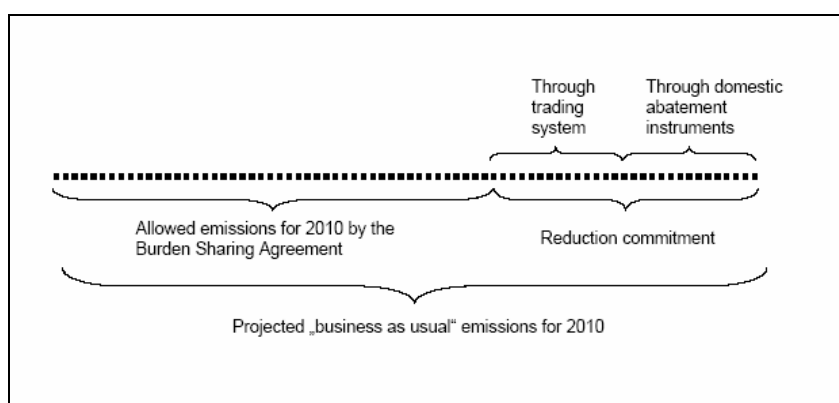 Through
trading
system
Through domestic
abatement
instruments
Allowed emissions for 2010 by the
Burden Sharing Agreement
Reduction commitment
Projected „business as usual“ emissions for 2010